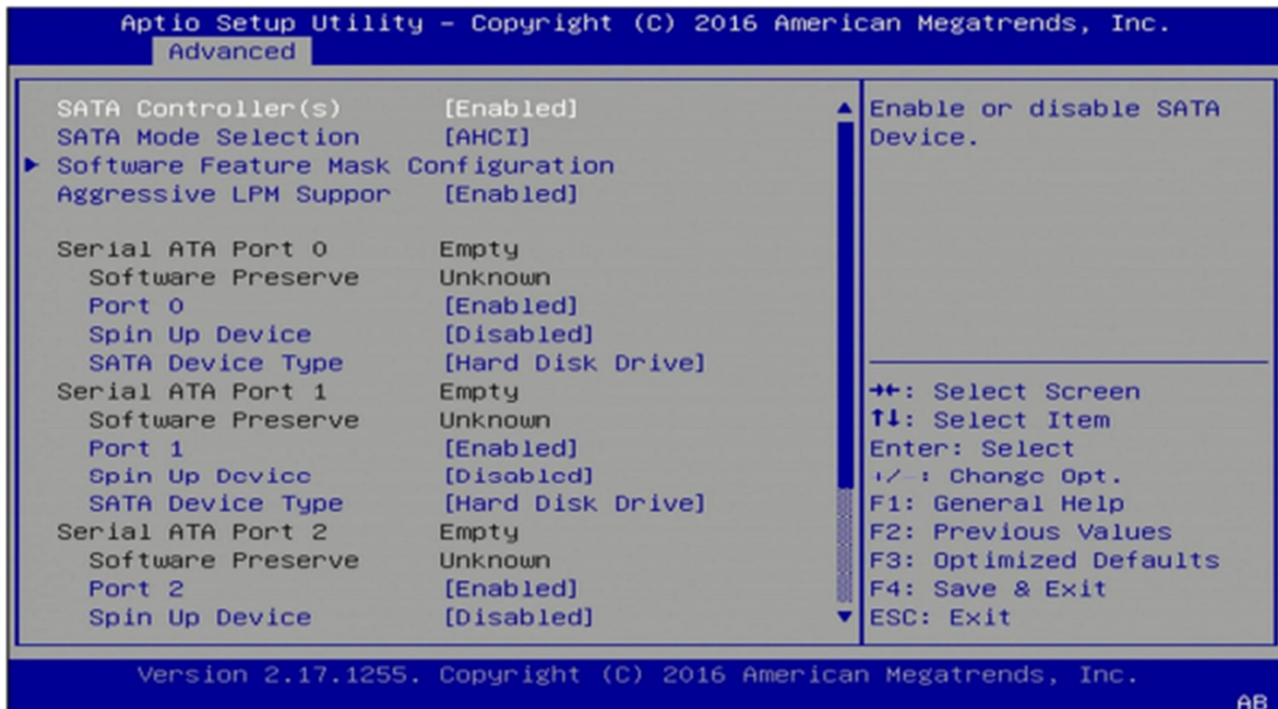 Aptio Setup Utility – Copyright (C) 2016 American Megatrends, Inc.
Advanced
SATA Controller(s) [Enabled]
SATA Mode Selection [AHCI]
Software Feature Mask Configuration
Aggressive LPM Suppor [Enabled]
Serial ATA Port 0 Empty
Software Preserve Unknown
Port 0 [Enabled]
Spin Up Device [Disabled]
SATA Device Type [Hard Disk Drive]
Serial ATA Port 1 Empty
Software Preserve Unknown
Port 1 [Enabled]
Spin Up Device [Disabled]
SATA Device Type [Hard Disk Drive]
Serial ATA Port 2 Empty
Software Preserve Unknown
Port 2 [Enabled]
Spin Up Device [Disabled]
Enable or disable SATA
Device.
→←: Select Screen
↑↓: Select Item
Enter: Select
+/-: Change Opt.
F1: General Help
F2: Previous Values
F3: Optimized Defaults
F4: Save & Exit
ESC: Exit
Version 2.17.1255. Copyright (C) 2016 American Megatrends, Inc.
AB